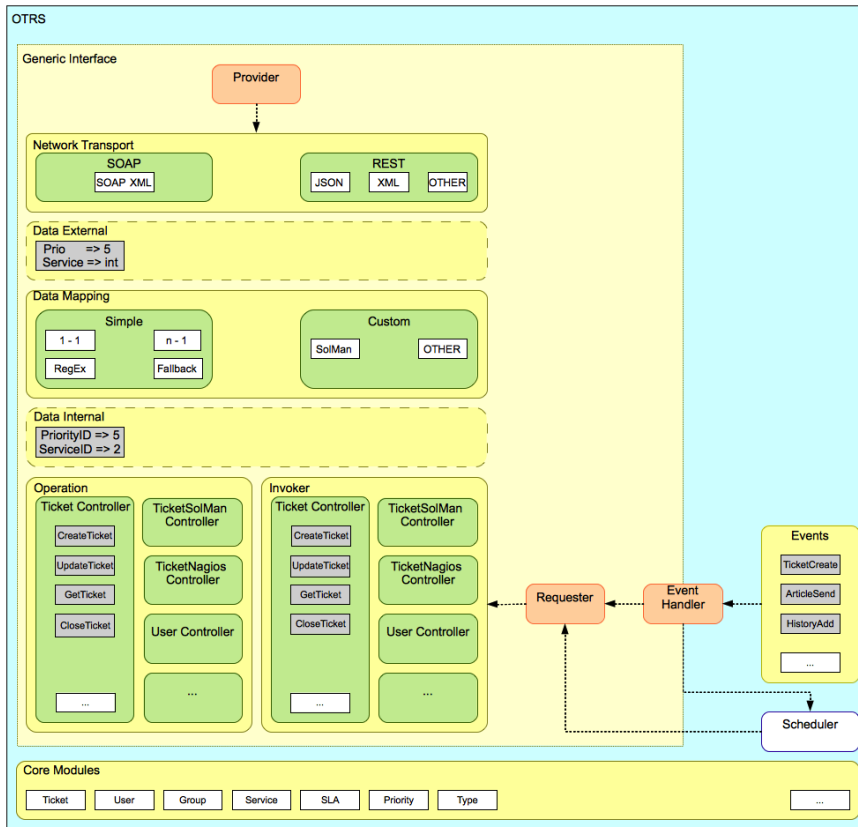 OTRS
Generic Interface
Provider
Network Transport
SOAP
SOAP XML
REST
JSON
XML
OTHER
Data External
Prio => 5
Service => int
Data Mapping
Simple
1 - 1
n - 1
RegEx
Fallback
Custom
SolMan
OTHER
Data Internal
PriorityID => 5
ServiceID => 2
Operation
Ticket Controller
CreateTicket
UpdateTicket
GetTicket
CloseTicket
...
TicketSolMan
Controller
TicketNagios
Controller
User Controller
...
Invoker
Ticket Controller
CreateTicket
UpdateTicket
GetTicket
CloseTicket
...
TicketSolMan
Controller
TicketNagios
Controller
User Controller
...
Requester
Event
Handler
Events
TicketCreate
ArticleSend
HistoryAdd
...
Scheduler
Core Modules
Ticket
User
Group
Service
SLA
Priority
Type
...